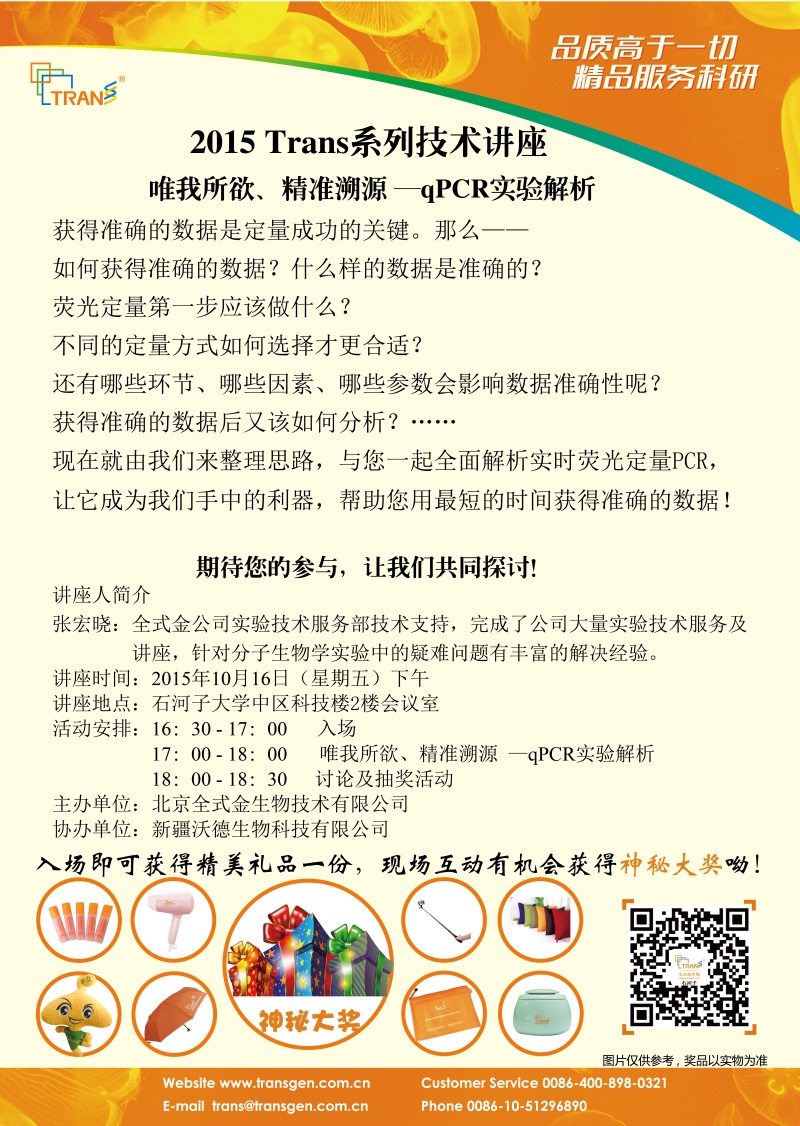 品质高于一切
精品服务科研
TRANS®
2015 Trans系列技术讲座
唯我所欲、精准溯源 —qPCR实验解析
获得准确的数据是定量成功的关键。那么——
如何获得准确的数据？什么样的数据是准确的？
荧光定量第一步应该做什么？
不同的定量方式如何选择才更合适？
还有哪些环节、哪些因素、哪些参数会影响数据准确性呢？
获得准确的数据后又该如何分析？……
现在就由我们来整理思路，与您一起全面解析实时荧光定量PCR，
让它成为我们手中的利器，帮助您用最短的时间获得准确的数据！
期待您的参与，让我们共同探讨!
讲座人简介
张宏晓：全式金公司实验技术服务部技术支持，完成了公司大量实验技术服务及
讲座，针对分子生物学实验中的疑难问题有丰富的解决经验。
讲座时间：2015年10月16日（星期五）下午
讲座地点：石河子大学中区科技楼2楼会议室
活动安排：16：30 - 17：00 入场
17：00 - 18：00 唯我所欲、精准溯源 —qPCR实验解析
18：00 - 18：30 讨论及抽奖活动
主办单位：北京全式金生物技术有限公司
协办单位：新疆沃德生物科技有限公司
入场即可获得精美礼品一份，现场互动有机会获得神秘大奖呦！
神秘大奖
TRANS
石河子
图片仅供参考，奖品以实物为准
Website www.transgen.com.cn
Customer Service 0086-400-898-0321
E-mail trans@transgen.com.cn
Phone 0086-10-51296890